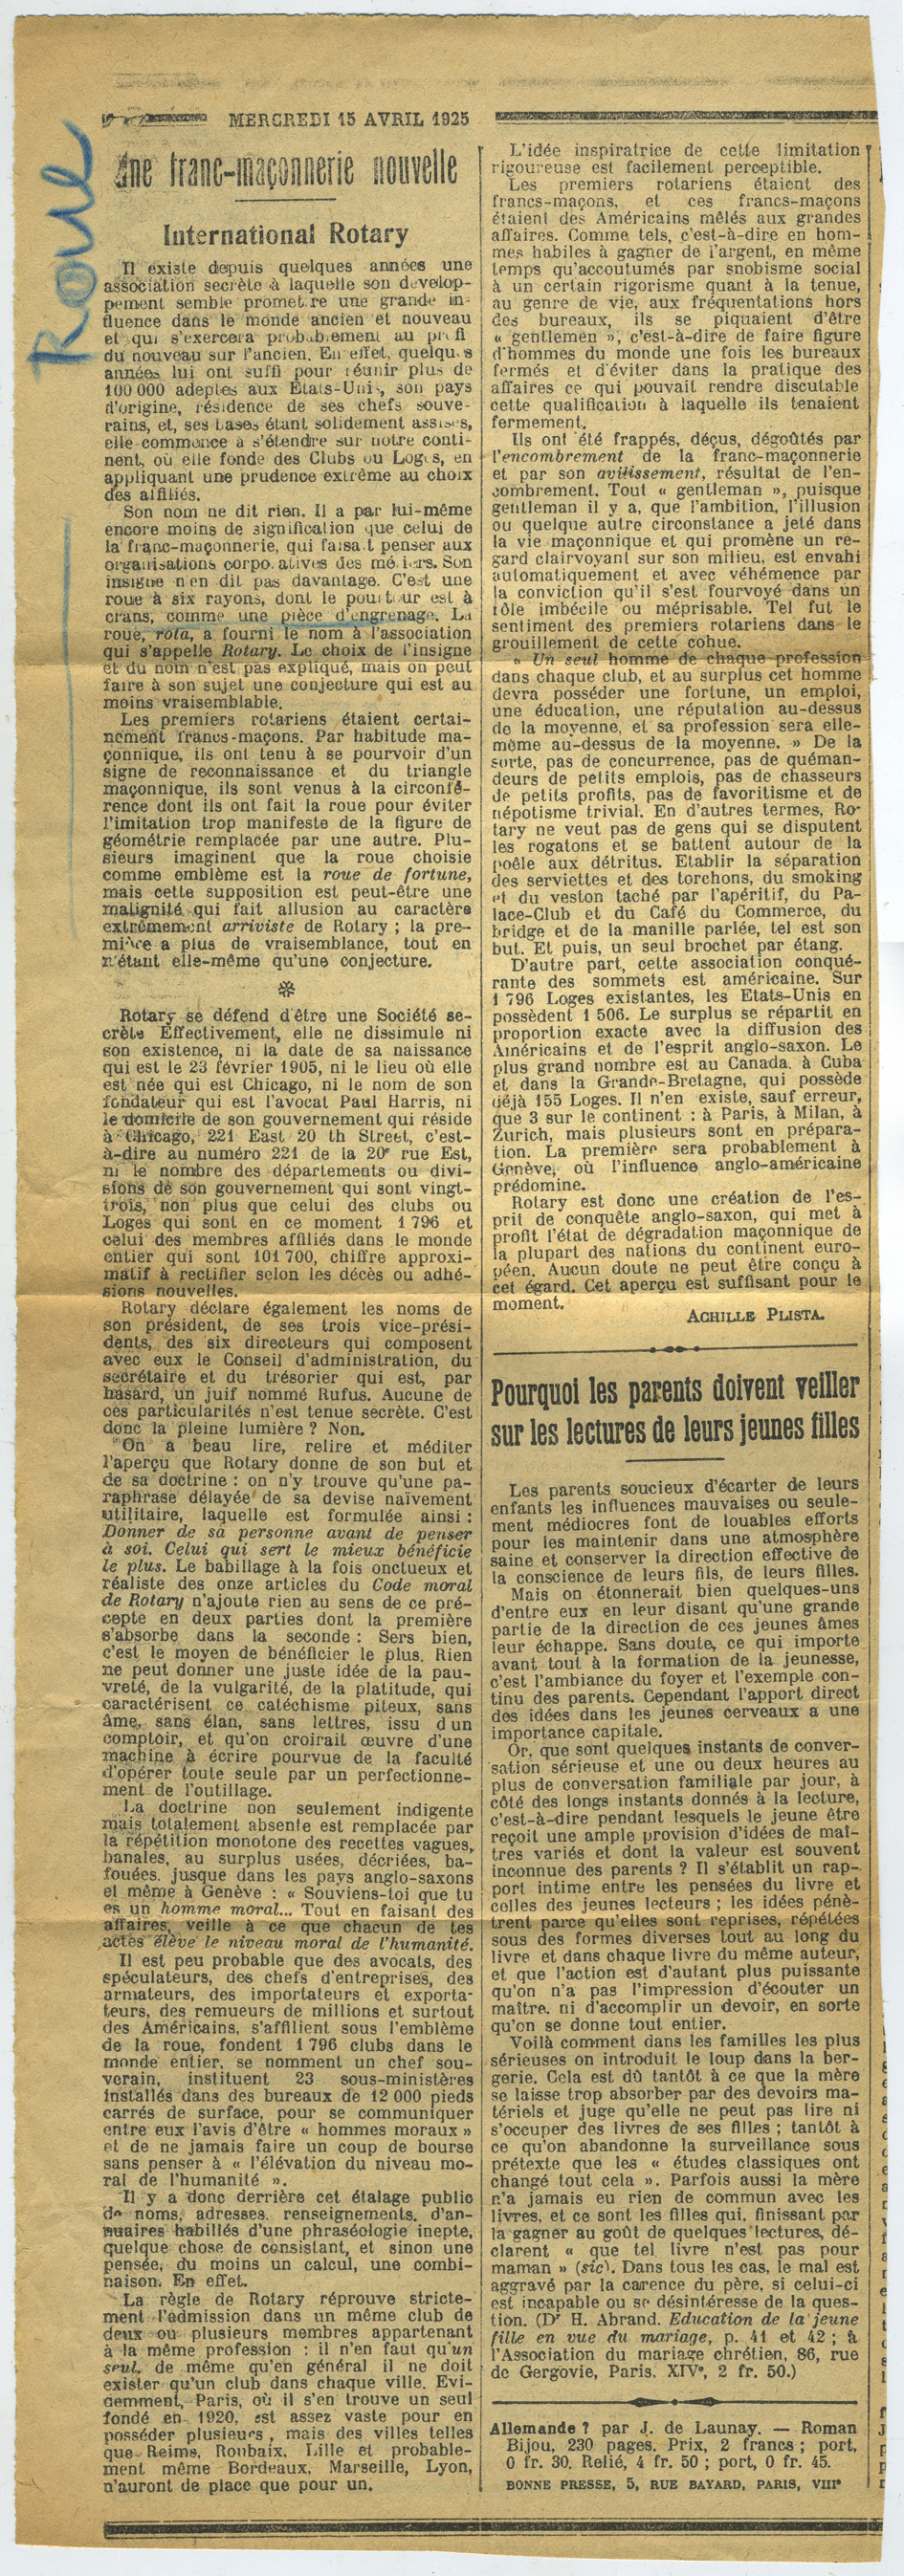 Roue
MERCREDI 15 AVRIL 1925
Une franc-maçonnerie nouvelle
International Rotary
Il existe depuis quelques années une
association secrète à laquelle son dévelop-
pement semble promettre une grande in-
fluence dans le monde ancien et nouveau
et qui s'exercera probablement au profit
du nouveau sur l'ancien. En effet, quelques
années lui ont suffi pour réunir plus de
100 000 adeptes aux Etats-Unis, son pays
d'origine, résidence de ses chefs souve-
rains, et, ses bases étant solidement assises,
elle commence à s'étendre sur notre conti-
nent, où elle fonde des Clubs ou Loges, en
appliquant une prudence extrême au choix
des affiliés.
Son nom ne dit rien. Il a par lui-même
encore moins de signification que celui de
la franc-maçonnerie, qui faisait penser aux
organisations corporatives des métiers. Son
insigne n'en dit pas davantage. C'est une
roue à six rayons, dont le pourtour est à
crans, comme une pièce d'engrenage. La
roue, rota, a fourni le nom à l'association
qui s'appelle Rotary. Le choix de l'insigne
et du nom n'est pas expliqué, mais on peut
faire à son sujet une conjecture qui est au
moins vraisemblable.
Les premiers rotariens étaient certai-
nement francs-maçons. Par habitude ma-
çonnique, ils ont tenu à se pourvoir d'un
signe de reconnaissance et du triangle
maçonnique, ils sont venus à la circonfé-
rence dont ils ont fait la roue pour éviter
l'imitation trop manifeste de la figure de
géométrie remplacée par une autre. Plu-
sieurs imaginent que la roue choisie
comme emblème est la roue de fortune,
mais cette supposition est peut-être une
malignité qui fait allusion au caractère
extrêmement arriviste de Rotary ; la pre-
mière a plus de vraisemblance, tout en
n'étant elle-même qu'une conjecture.
Rotary se défend d'être une Société se-
crète Effectivement, elle ne dissimule ni
son existence, ni la date de sa naissance
qui est le 23 février 1905, ni le lieu où elle
est née qui est Chicago, ni le nom de son
fondateur qui est l'avocat Paul Harris, ni
le domicile de son gouvernement qui réside
à Chicago, 221 East 20 th Street, c'est-
à-dire au numéro 221 de la 20e rue Est,
ni le nombre des départements ou divi-
sions de son gouvernement qui sont vingt-
trois, non plus que celui des clubs ou
Loges qui sont en ce moment 1 796 et
celui des membres affiliés dans le monde
entier qui sont 101 700, chiffre approxi-
matif à rectifier selon les décès ou adhé-
sions nouvelles.
Rotary déclare également les noms de
son président, de ses trois vice-prési-
dents, des six directeurs qui composent
avec eux le Conseil d'administration, du
secrétaire et du trésorier qui est, par
hasard, un juif nommé Rufus. Aucune de
ces particularités n'est tenue secrète. C'est
donc la pleine lumière ? Non.
On a beau lire, relire et méditer
l'aperçu que Rotary donne de son but et
de sa doctrine : on n'y trouve qu'une pa-
raphrase délayée de sa devise naïvement
utilitaire, laquelle est formulée ainsi :
Donner de sa personne avant de penser
à soi. Celui qui sert le mieux bénéficie
le plus. Le babillage à la fois onctueux et
réaliste des onze articles du Code moral
de Rotary n'ajoute rien au sens de ce pré-
cepte en deux parties dont la première
s'absorbe dans la seconde : Sers bien,
c'est le moyen de bénéficier le plus. Rien
ne peut donner une juste idée de la pau-
vreté, de la vulgarité, de la platitude, qui
caractérisent ce catéchisme piteux, sans
âme, sans élan, sans lettres, issu d un
comptoir, et qu'on croirait œuvre d'une
machine à écrire pourvue de la faculté
d'opérer toute seule par un perfectionne-
ment de l'outillage.
La doctrine non seulement indigente
mais totalement absente est remplacée par
la répétition monotone des recettes vagues,
banales, au surplus usées, décriées, ba-
fouées. jusque dans les pays anglo-saxons
et même à Genève : « Souviens-toi que tu
es un homme moral... Tout en faisant des
affaires, veille à ce que chacun de tes
actes élève le niveau moral de l'humanité.
Il est peu probable que des avocats, des
spéculateurs, des chefs d'entreprises, des
armateurs, des importateurs et exporta-
teurs, des remueurs de millions et surtout
des Américains, s'affilient sous l'emblème
de la roue, fondent 1 796 clubs dans le
monde entier, se nomment un chef sou-
verain, instituent 23 sous-ministères
installés dans des bureaux de 12 000 pieds
carrés de surface, pour se communiquer
entre eux l'avis d'être « hommes moraux »
et de ne jamais faire un coup de bourse
sans penser à « l'élévation du niveau mo-
ral de l'humanité ».
Il y a donc derrière cet étalage public
de noms, adresses, renseignements, d'an-
nuaires habillés d'une phraséologie inepte,
quelque chose de consistant, et sinon une
pensée, du moins un calcul, une combi-
naison. En effet.
La règle de Rotary réprouve stricte-
ment l'admission dans un même club de
deux ou plusieurs membres appartenant
à la même profession : il n'en faut qu'un
seul, de même qu'en général il ne doit
exister qu'un club dans chaque ville. Evi-
demment, Paris, où il s'en trouve un seul
fondé en 1920, est assez vaste pour en
posséder plusieurs, mais des villes telles
que Reims, Roubaix, Lille et probable-
ment même Bordeaux, Marseille, Lyon,
n'auront de place que pour un.
L'idée inspiratrice de cette limitation
rigoureuse est facilement perceptible.
Les premiers rotariens étaient des
francs-maçons, et ces francs-maçons
étaient des Américains mêlés aux grandes
affaires. Comme tels, c'est-à-dire en hom-
mes habiles à gagner de l'argent, en même
temps qu'accoutumés par snobisme social
à un certain rigorisme quant à la tenue,
au genre de vie, aux fréquentations hors
des bureaux, ils se piquaient d'être
« gentlemen », c'est-à-dire de faire figure
d'hommes du monde une fois les bureaux
fermés et d'éviter dans la pratique des
affaires ce qui pouvait rendre discutable
cette qualification à laquelle ils tenaient
fermement.
Ils ont été frappés, déçus, dégoûtés par
l'encombrement de la franc-maçonnerie
et par son avilissement, résultat de l'en-
combrement. Tout « gentleman », puisque
gentleman il y a, que l'ambition, l'illusion
ou quelque autre circonstance a jeté dans
la vie maçonnique et qui promène un re-
gard clairvoyant sur son milieu, est envahi
automatiquement et avec véhémence par
la conviction qu'il s'est fourvoyé dans un
rôle imbécile ou méprisable. Tel fut le
sentiment des premiers rotariens dans le
grouillement de cette cohue.
« Un seul homme de chaque profession
dans chaque club, et au surplus cet homme
devra posséder une fortune, un emploi,
une éducation, une réputation au-dessus
de la moyenne, et sa profession sera elle-
même au-dessus de la moyenne. » De la
sorte, pas de concurrence, pas de quéman-
deurs de petits emplois, pas de chasseurs
de petits profits, pas de favoritisme et de
népotisme trivial. En d'autres termes, Ro-
tary ne veut pas de gens qui se disputent
les rogatons et se battent autour de la
poêle aux détritus. Etablir la séparation
des serviettes et des torchons, du smoking
et du veston taché par l'apéritif, du Pa-
lace-Club et du Café du Commerce, du
bridge et de la manille parlée, tel est son
but. Et puis, un seul brochet par étang.
D'autre part, cette association conqué-
rante des sommets est américaine. Sur
1 796 Loges existantes, les Etats-Unis en
possèdent 1 506. Le surplus se répartit en
proportion exacte avec la diffusion des
Américains et de l'esprit anglo-saxon. Le
plus grand nombre est au Canada. à Cuba
et dans la Grande-Bretagne, qui possède
déjà 155 Loges. Il n'en existe, sauf erreur,
que 3 sur le continent : à Paris, à Milan, à
Zurich, mais plusieurs sont en prépara-
tion. La première sera probablement à
Genève, où l'influence anglo-américaine
prédomine.
Rotary est donc une création de l'es-
prit de conquête anglo-saxon, qui met à
profit l'état de dégradation maçonnique de
la plupart des nations du continent euro-
péen. Aucun doute ne peut être conçu à
cet égard. Cet aperçu est suffisant pour le
moment.
ACHILLE PLISTA.
Pourquoi les parents doivent veiller
sur les lectures de leurs jeunes filles
Les parents soucieux d'écarter de leurs
enfants les influences mauvaises ou seule-
ment médiocres font de louables efforts
pour les maintenir dans une atmosphère
saine et conserver la direction effective de
la conscience de leurs fils, de leurs filles.
Mais on étonnerait bien quelques-uns
d'entre eux en leur disant qu'une grande
partie de la direction de ces jeunes âmes
leur échappe. Sans doute, ce qui importe
avant tout à la formation de la jeunesse,
c'est l'ambiance du foyer et l'exemple con-
tinu des parents. Cependant l'apport direct
des idées dans les jeunes cerveaux a une
importance capitale.
Or, que sont quelques instants de conver-
sation sérieuse et une ou deux heures au
plus de conversation familiale par jour, à
côté des longs instants donnés à la lecture,
c'est-à-dire pendant lesquels le jeune être
reçoit une ample provision d'idées de maî-
tres variés et dont la valeur est souvent
inconnue des parents ? Il s'établit un rap-
port intime entre les pensées du livre et
celles des jeunes lecteurs ; les idées pénè-
trent parce qu'elles sont reprises, répétées
sous des formes diverses tout au long du
livre et dans chaque livre du même auteur,
et que l'action est d'autant plus puissante
qu'on n'a pas l'impression d'écouter un
maître, ni d'accomplir un devoir, en sorte
qu'on se donne tout entier.
Voilà comment dans les familles les plus
sérieuses on introduit le loup dans la ber-
gerie. Cela est dû tantôt à ce que la mère
se laisse trop absorber par des devoirs ma-
tériels et juge qu'elle ne peut pas lire ni
s'occuper des livres de ses filles ; tantôt à
ce qu'on abandonne la surveillance sous
prétexte que les « études classiques ont
changé tout cela ». Parfois aussi la mère
n'a jamais eu rien de commun avec les
livres, et ce sont les filles qui, finissant par
la gagner au goût de quelques lectures, dé-
clarent « que tel livre n'est pas pour
maman » (sic). Dans tous les cas, le mal est
aggravé par la carence du père, si celui-ci
est incapable ou se désintéresse de la ques-
tion. (Dr H. Abrand. Education de la jeune
fille en vue du mariage, p. 41 et 42 ; à
l'Association du mariage chrétien, 86, rue
de Gergovie, Paris, XIVe, 2 fr. 50.)
Allemande ? par J. de Launay. — Roman
Bijou, 230 pages. Prix, 2 francs ; port,
0 fr. 30. Relié, 4 fr. 50 ; port, 0 fr. 45.
BONNE PRESSE, 5, RUE BAYARD, PARIS, VIIIe